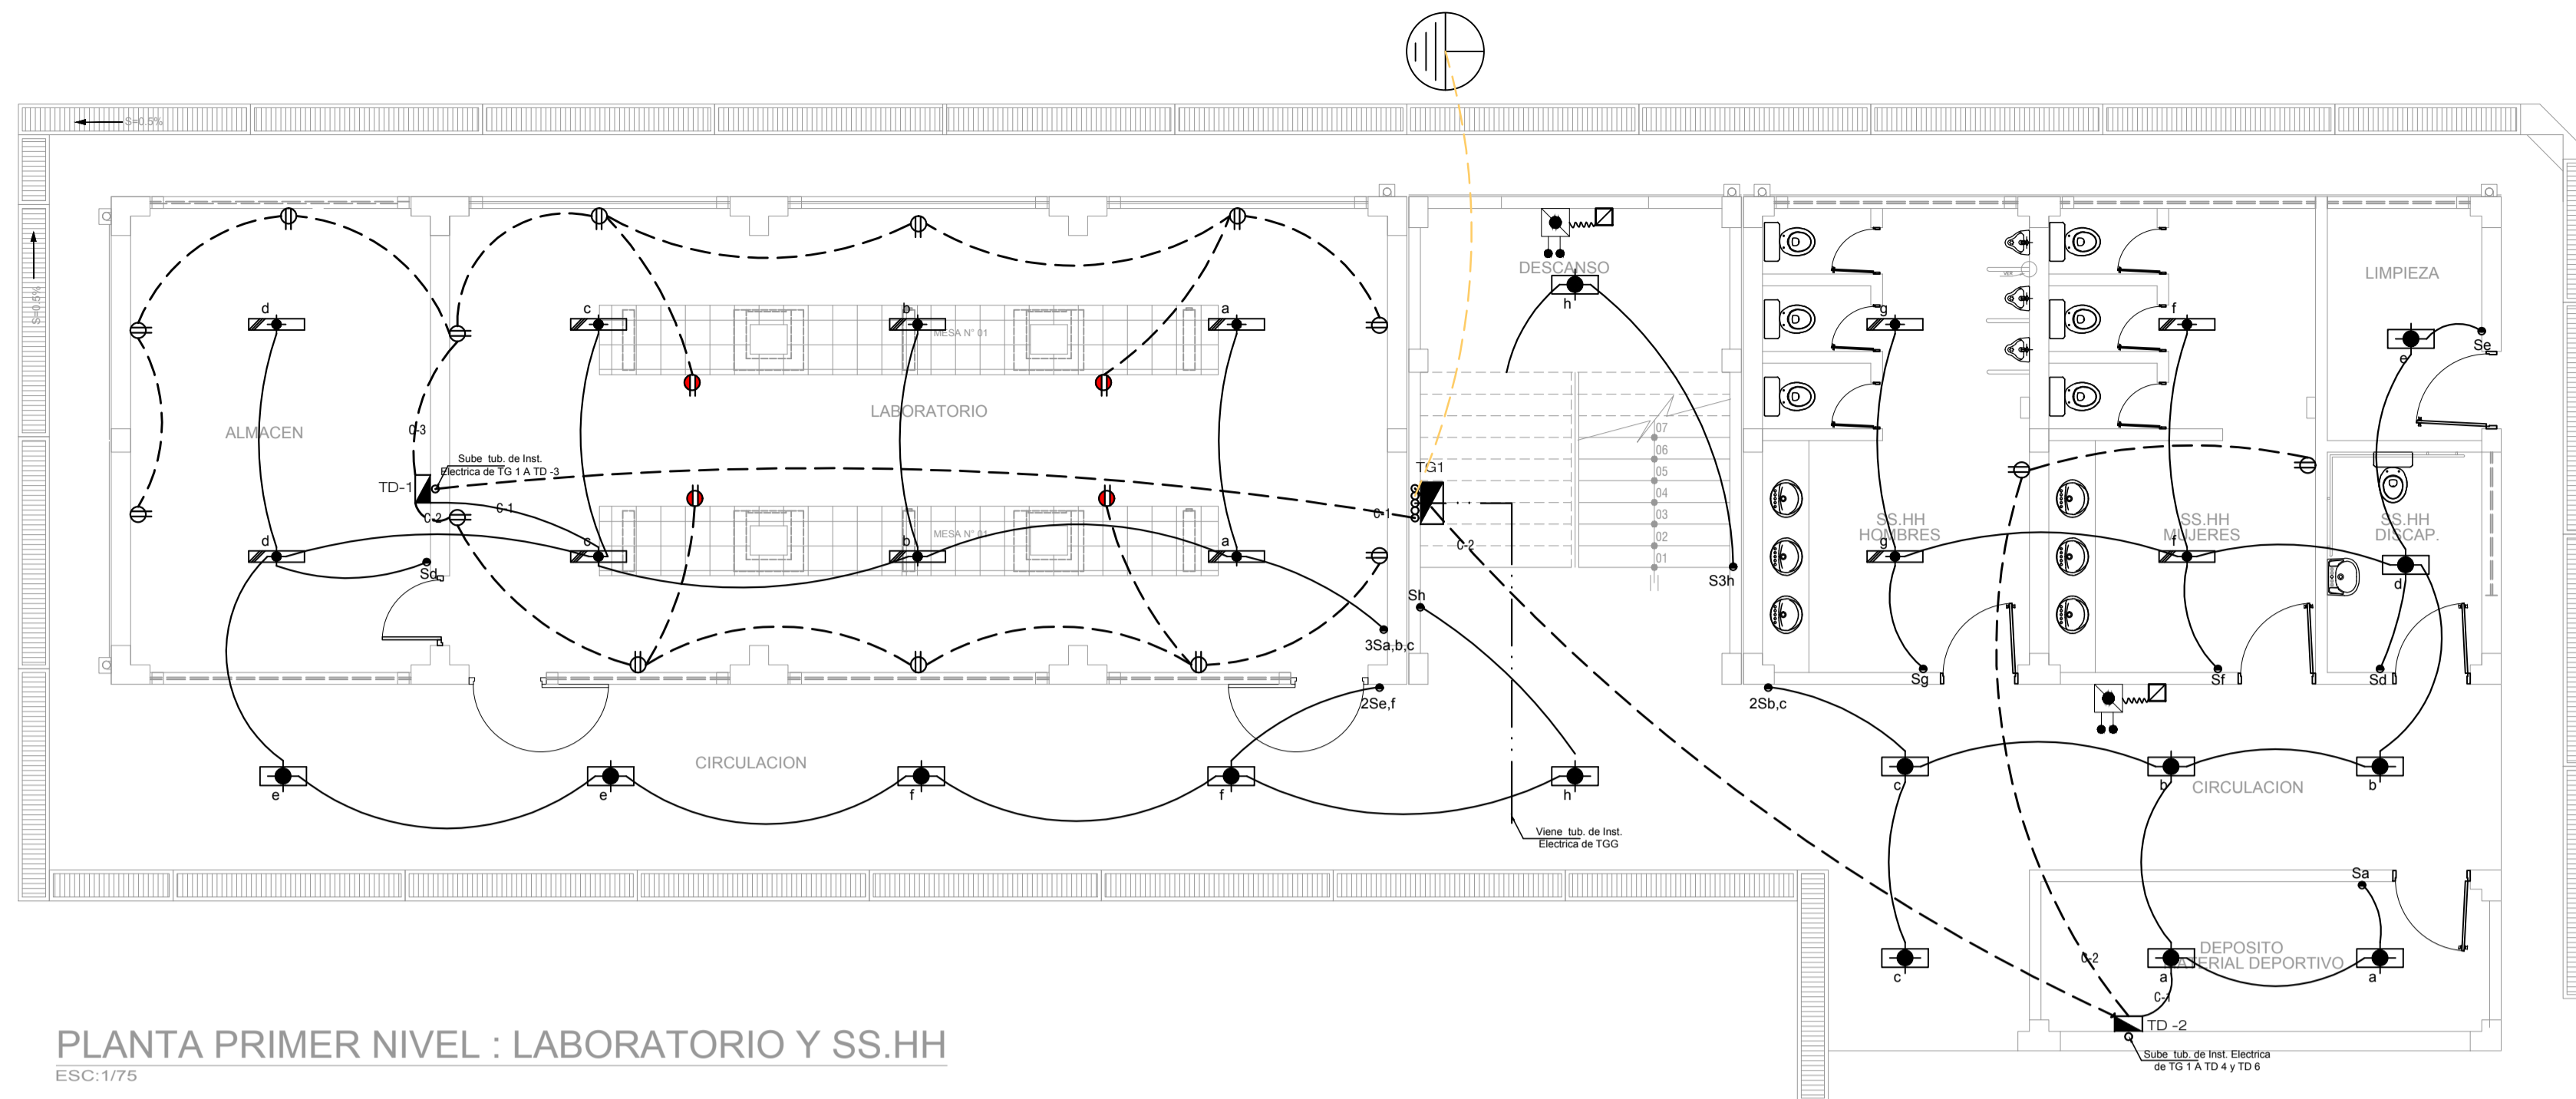 S=0.5%
S=0.5%
DESCANSO
h
LIMPIEZA
d
c
b
a
MESA N° 01
g
f
e
Se
ALMACEN
LABORATORIO
C-3
Sube tub. de Inst.
Electrica de TG 1 A TD -3
TD-1
C-2
C-1
TG1
C-1
C-2
07
06
05
04
03
02
01
SS.HH
HOMBRES
SS.HH
MUJERES
SS.HH
DISCAP.
MESA N° 01
d
c
b
a
g
f
d
Sd
S3h
Sh
3Sa,b,c
Sg
Sf
Sd
2Se,f
2Sb,c
CIRCULACION
e
e
f
f
h
c
b
b
CIRCULACION
Viene tub. de Inst.
Electrica de TGG
Sa
DEPOSITO
MATERIAL DEPORTIVO
C-2
c
a
a
C-1
TD -2
Sube tub. de Inst. Electrica
de TG 1 A TD 4 y TD 6
PLANTA PRIMER NIVEL : LABORATORIO Y SS.HH
ESC:1/75